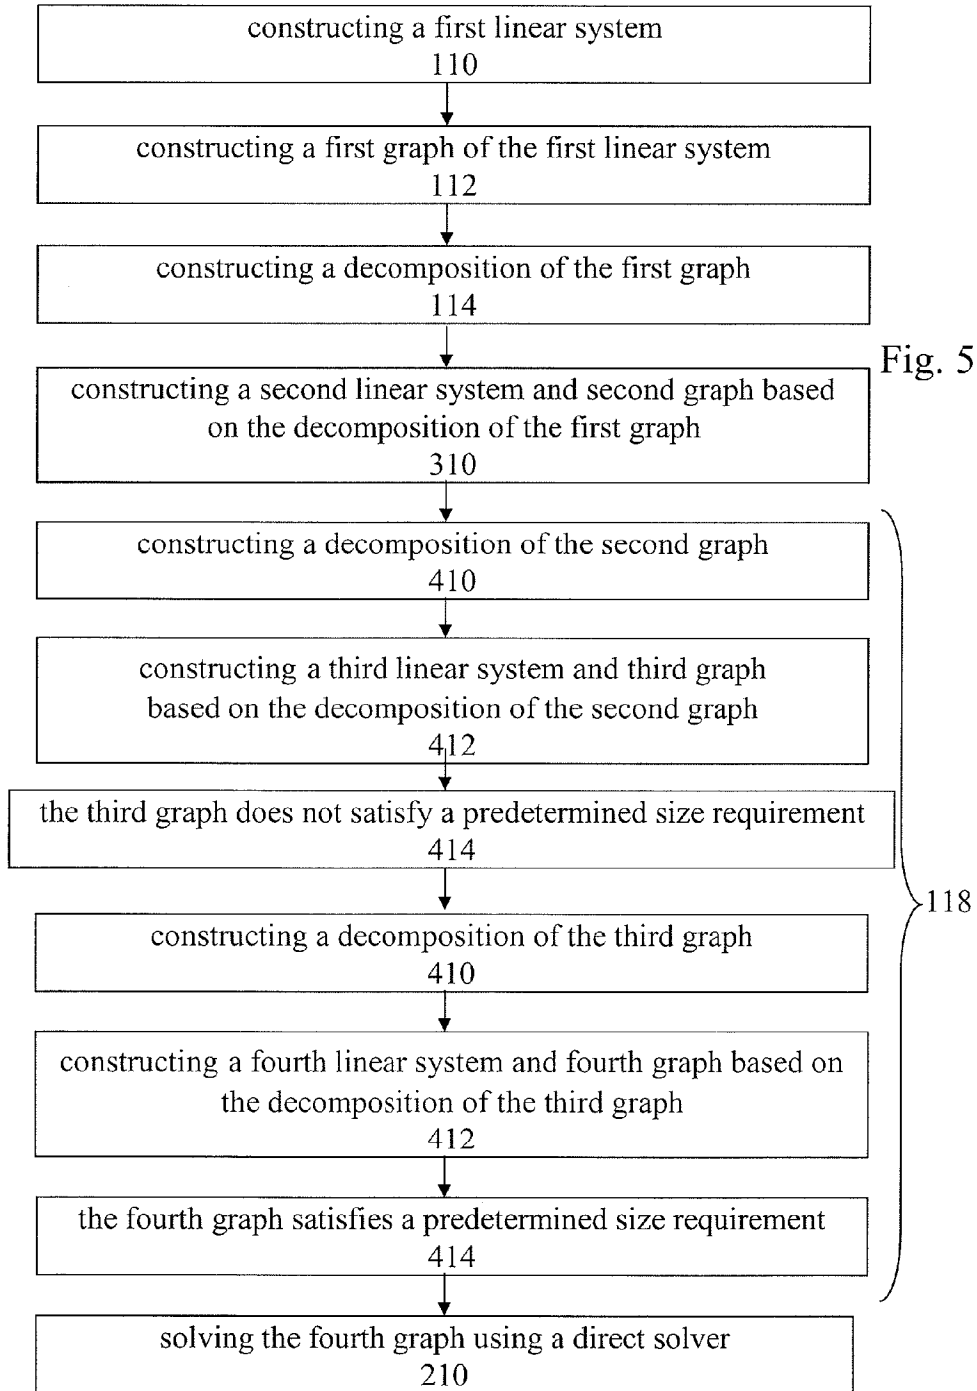 constructing a first linear system
110
constructing a first graph of the first linear system
112
constructing a decomposition of the first graph
114
Fig. 5
constructing a second linear system and second graph based
on the decomposition of the first graph
310
constructing a decomposition of the second graph
410
constructing a third linear system and third graph
based on the decomposition of the second graph
412
the third graph does not satisfy a predetermined size requirement
414
118
constructing a decomposition of the third graph
410
constructing a fourth linear system and fourth graph based on
the decomposition of the third graph
412
the fourth graph satisfies a predetermined size requirement
414
solving the fourth graph using a direct solver
210